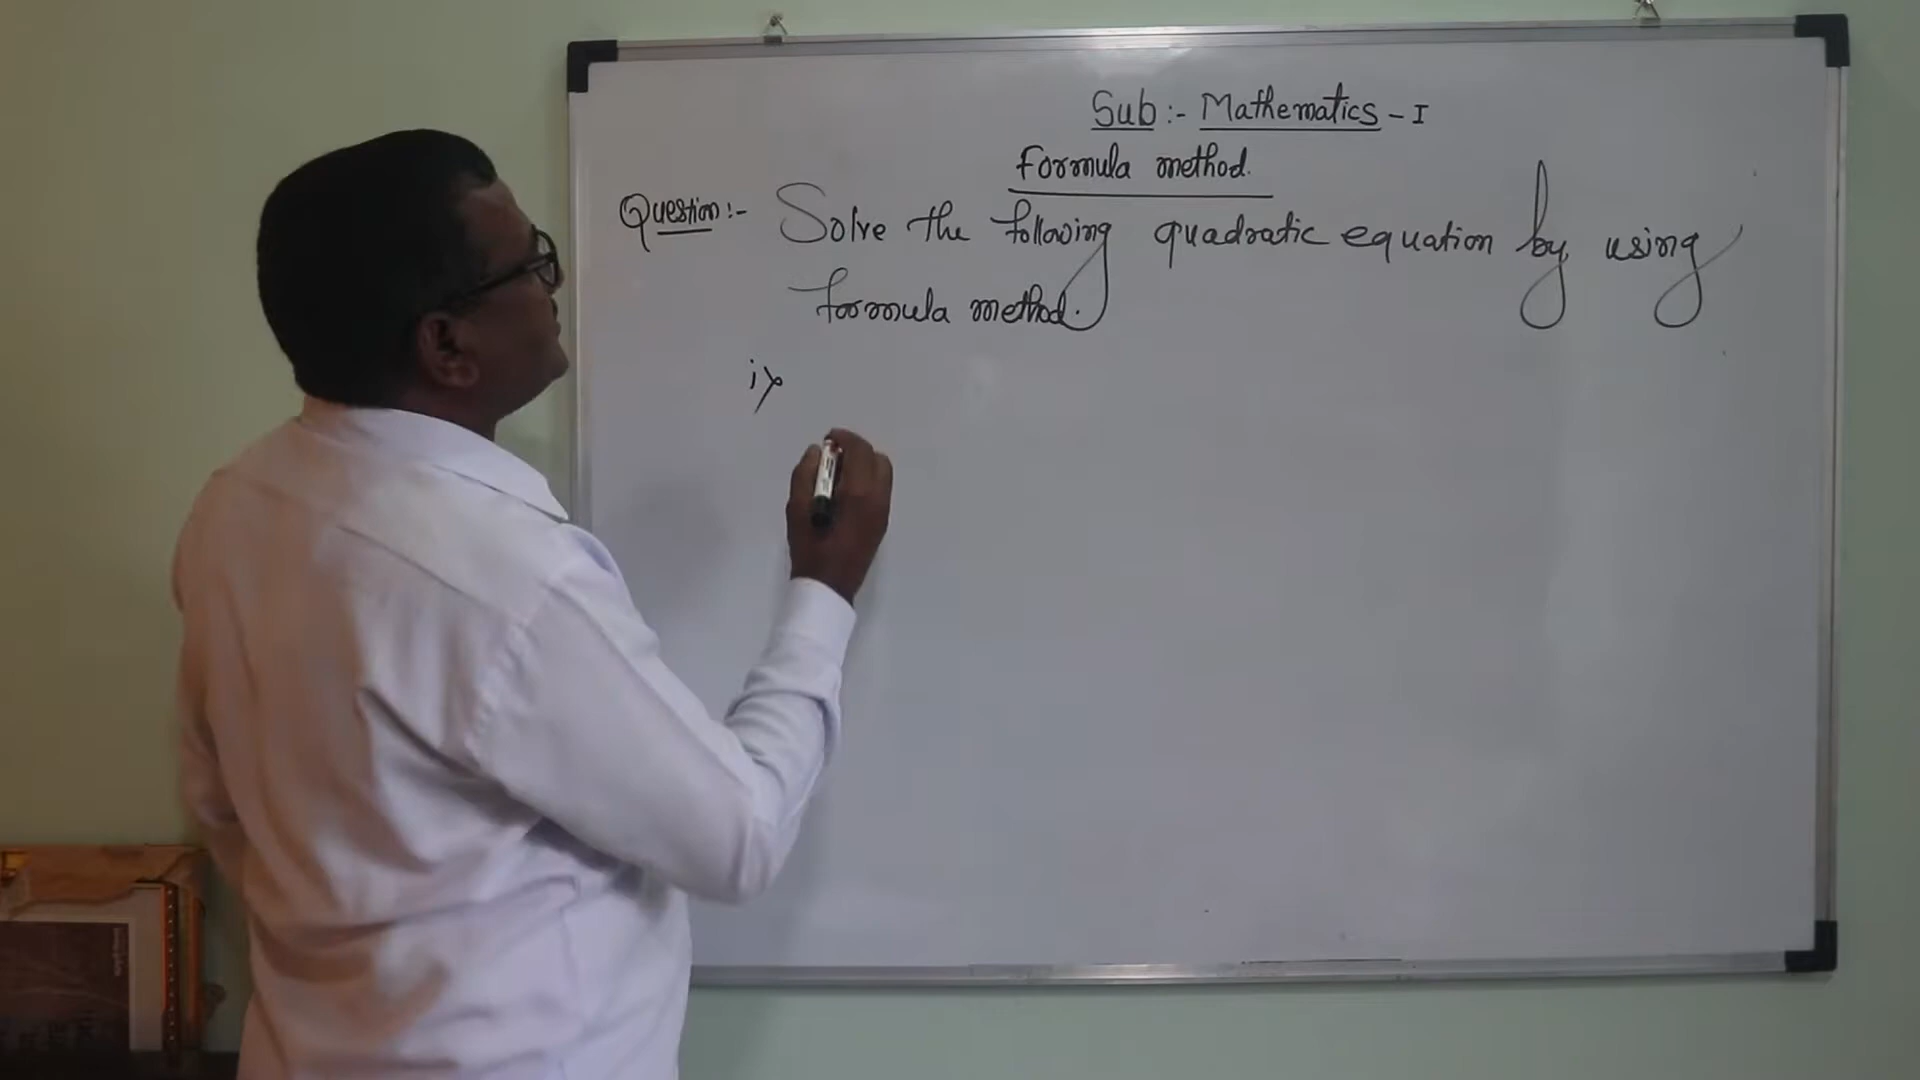 Sub:- Mathematics - I
Formula method.
Question:- Solve the following quadratic equation by using
formula method.
i)